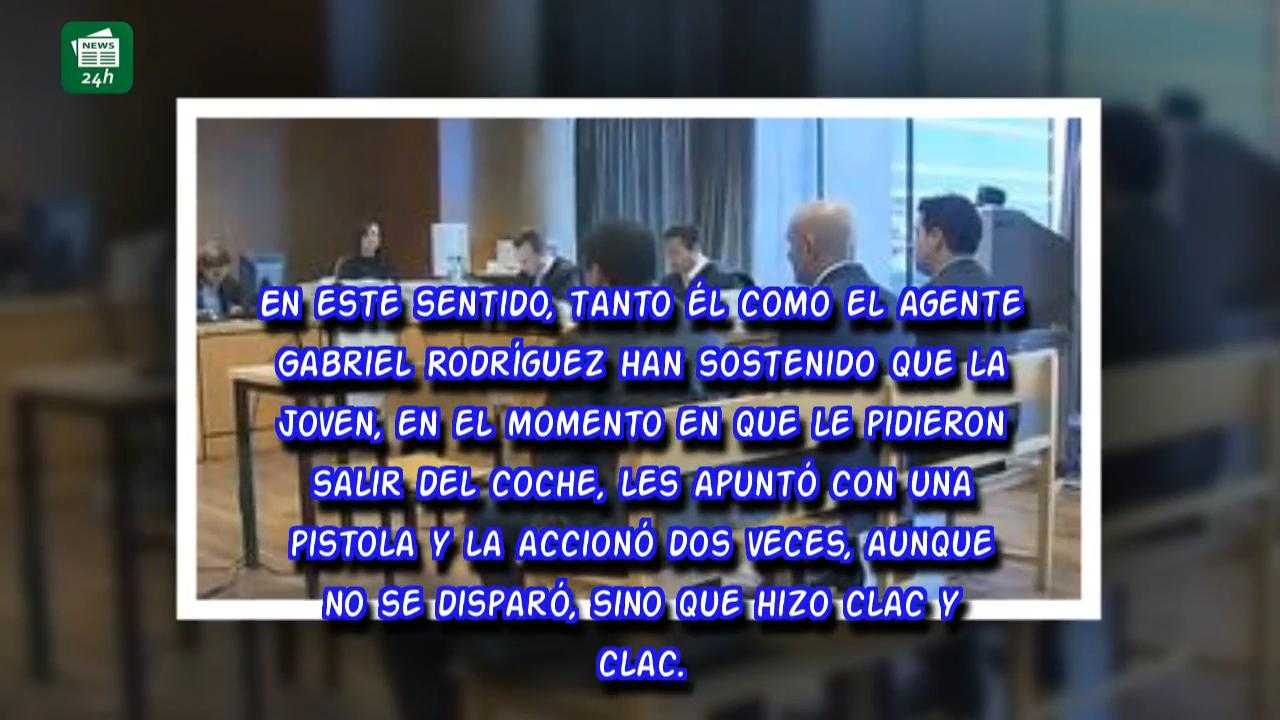 NEWS
24h
EN ESTE SENTIDO, TANTO ÉL COMO EL AGENTE
GABRIEL RODRÍGUEZ HAN SOSTENIDO QUE LA
JOVEN, EN EL MOMENTO EN QUE LE PIDIERON
SALIR DEL COCHE, LES APUNTÓ CON UNA
PISTOLA Y LA ACCIONÓ DOS VECES, AUNQUE
NO SE DISPARÓ, SINO QUE HIZO CLAC Y
CLAC.